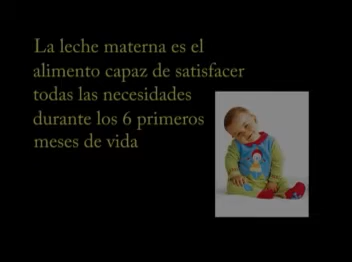 La leche materna es el
alimento capaz de satisfacer
todas las necesidades
durante los 6 primeros
meses de vida